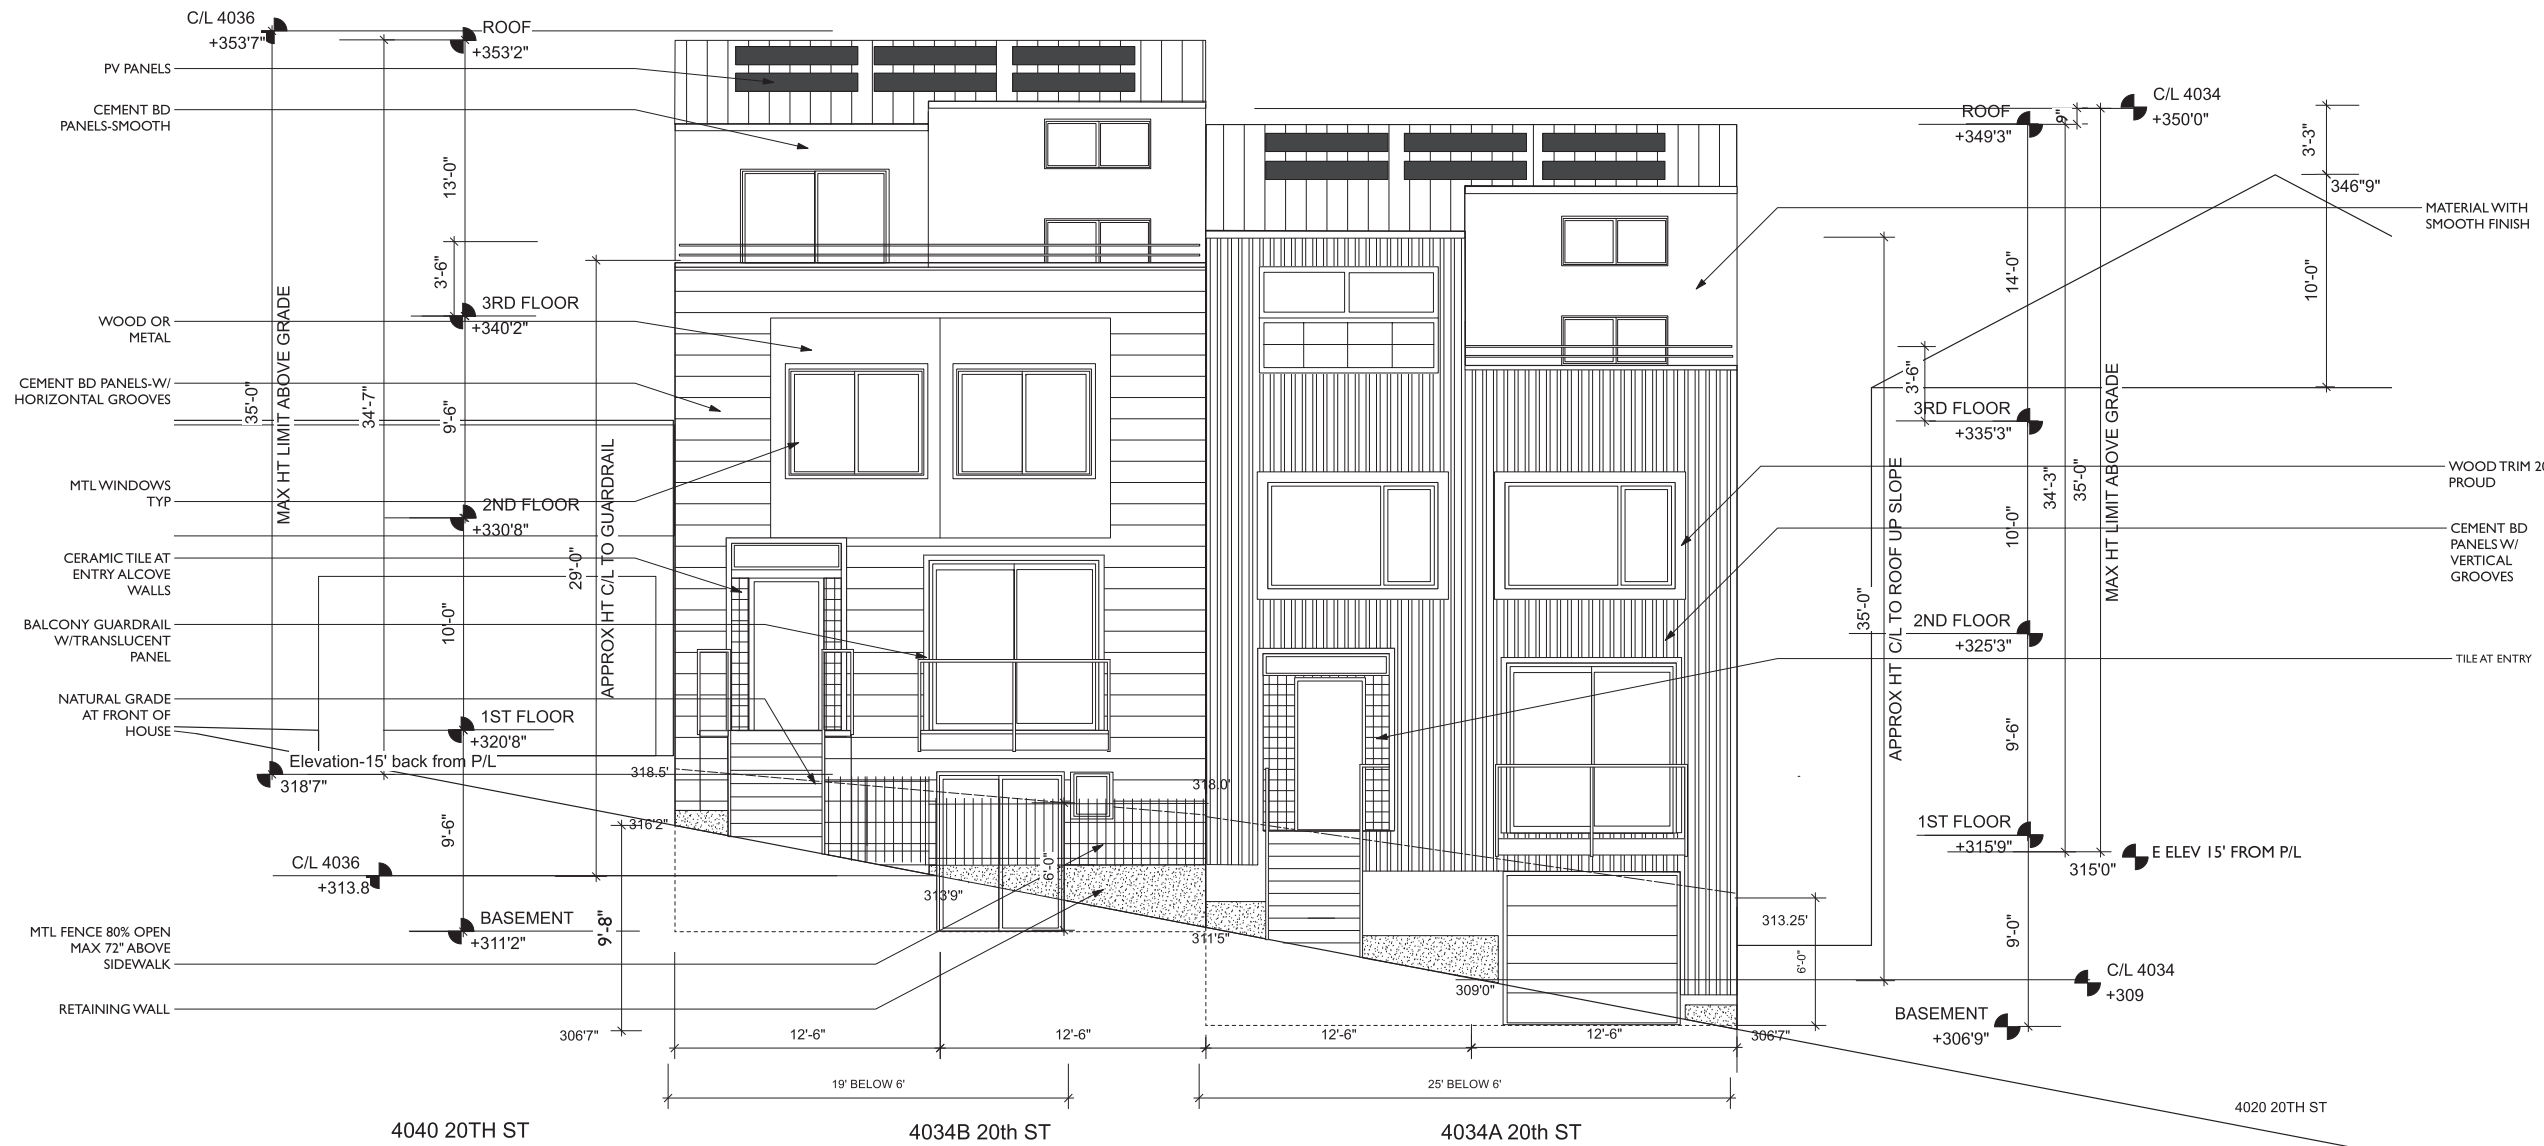 C/L 4036
+353'7"
ROOF
+353'2"
PV PANELS
CEMENT BD
PANELS-SMOOTH
13'-0"
3'-6"
3RD FLOOR
+340'2"
WOOD OR
METAL
CEMENT BD PANELS-W/
HORIZONTAL GROOVES
35'-0"
MAX HT LIMIT ABOVE GRADE
34'-7"
9'-6"
MTL WINDOWS
TYP
2ND FLOOR
+330'8"
CERAMIC TILE AT
ENTRY ALCOVE
WALLS
29'-0"
APPROX HT C/L TO GUARDRAIL
10'-0"
BALCONY GUARDRAIL
W/TRANSLUCENT
PANEL
NATURAL GRADE
AT FRONT OF
HOUSE
1ST FLOOR
+320'8"
Elevation-15' back from P/L
318'7"
9'-6"
C/L 4036
+313.8
BASEMENT
+311'2"
9'-8"
MTL FENCE 80% OPEN
MAX 72" ABOVE
SIDEWALK
RETAINING WALL
318.5'
316'2"
318.0'
6'-0"
313'9"
311'5"
309'0"
306'7"
12'-6"
12'-6"
12'-6"
12'-6"
306'7"
19' BELOW 6'
25' BELOW 6'
C/L 4034
+350'0"
ROOF
+349'3"
9"
3'-3"
346"9"
MATERIAL WITH
SMOOTH FINISH
14'-0"
10'-0"
3'-6"
3RD FLOOR
+335'3"
WOOD TRIM 20
PROUD
34'-3"
35'-0"
MAX HT LIMIT ABOVE GRADE
10'-0"
CEMENT BD
PANELS W/
VERTICAL
GROOVES
35'-0"
APPROX HT C/L TO ROOF UP SLOPE
2ND FLOOR
+325'3"
TILE AT ENTRY
9'-6"
1ST FLOOR
+315'9"
E ELEV 15' FROM P/L
315'0"
313.25'
6'-0"
9'-0"
C/L 4034
+309
BASEMENT
+306'9"
4020 20TH ST
4040 20TH ST
4034B 20th ST
4034A 20th ST